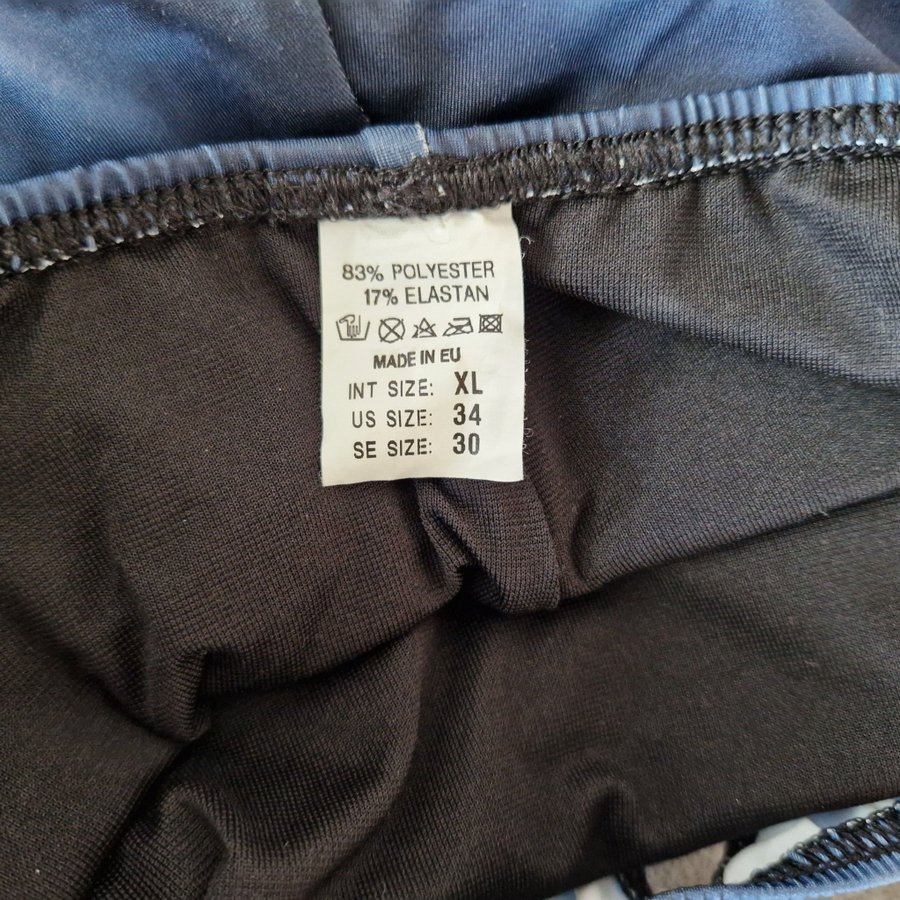 83% POLYESTER
17% ELASTAN
MADE IN EU
INT SIZE: XL
US SIZE: 34
SE SIZE: 30